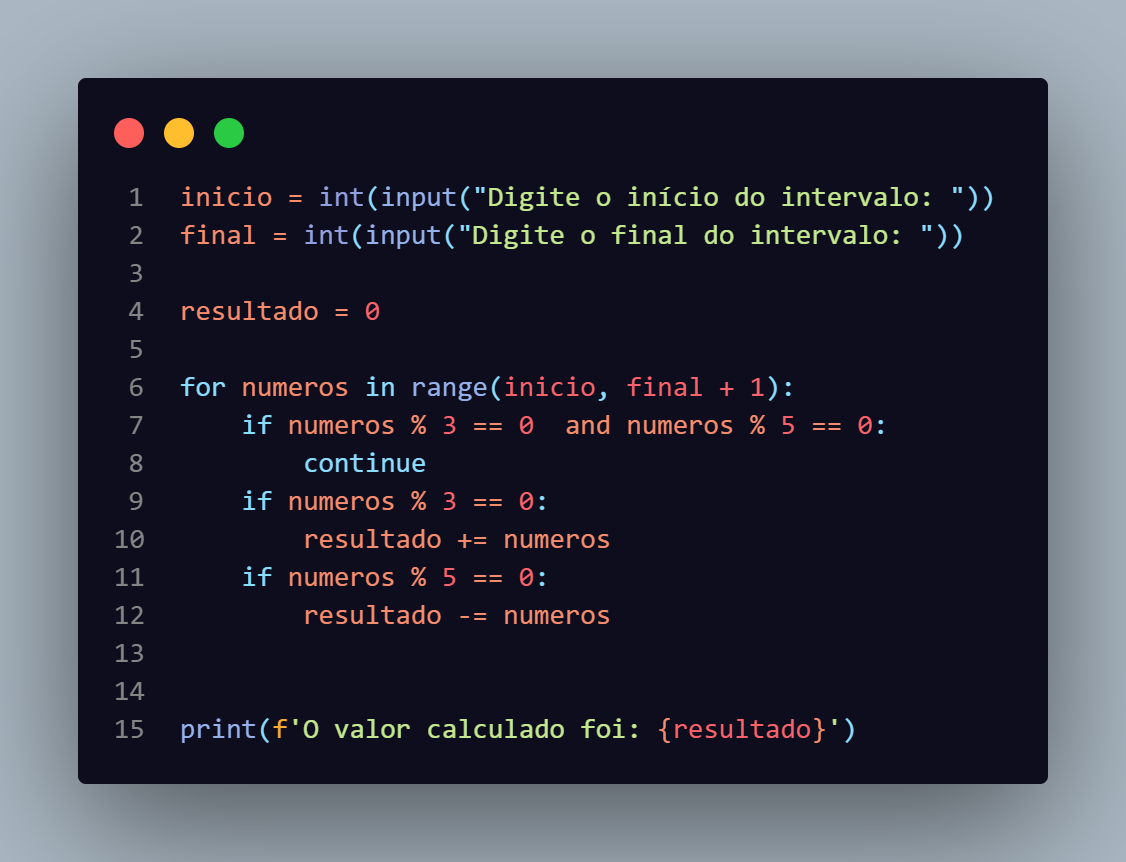 1 inicio = int(input("Digite o início do intervalo: "))
2 final = int(input("Digite o final do intervalo: "))
3
4 resultado = 0
5
6 for numeros in range(inicio, final + 1):
7     if numeros % 3 == 0  and numeros % 5 == 0:
8         continue
9     if numeros % 3 == 0:
10         resultado += numeros
11     if numeros % 5 == 0:
12         resultado -= numeros
13
14
15 print(f'O valor calculado foi: {resultado}')